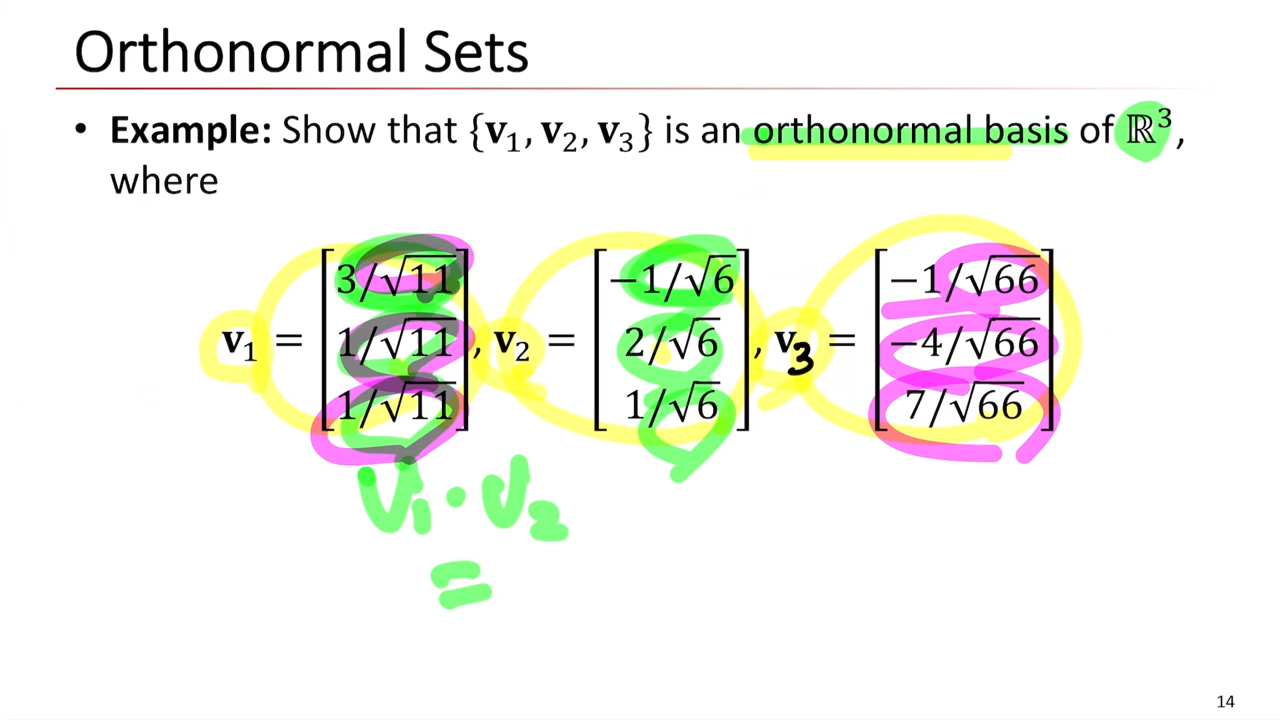 Orthonormal Sets
• Example: Show that {v₁, v₂, v₃} is an orthonormal basis of ℝ³,
where
v₁ = [3/√11 1/√11 1/√11], v₂ = [−1/√6 2/√6 1/√6], v₃ = [−1/√66 −4/√66 7/√66]
v₁ · v₂
=
14